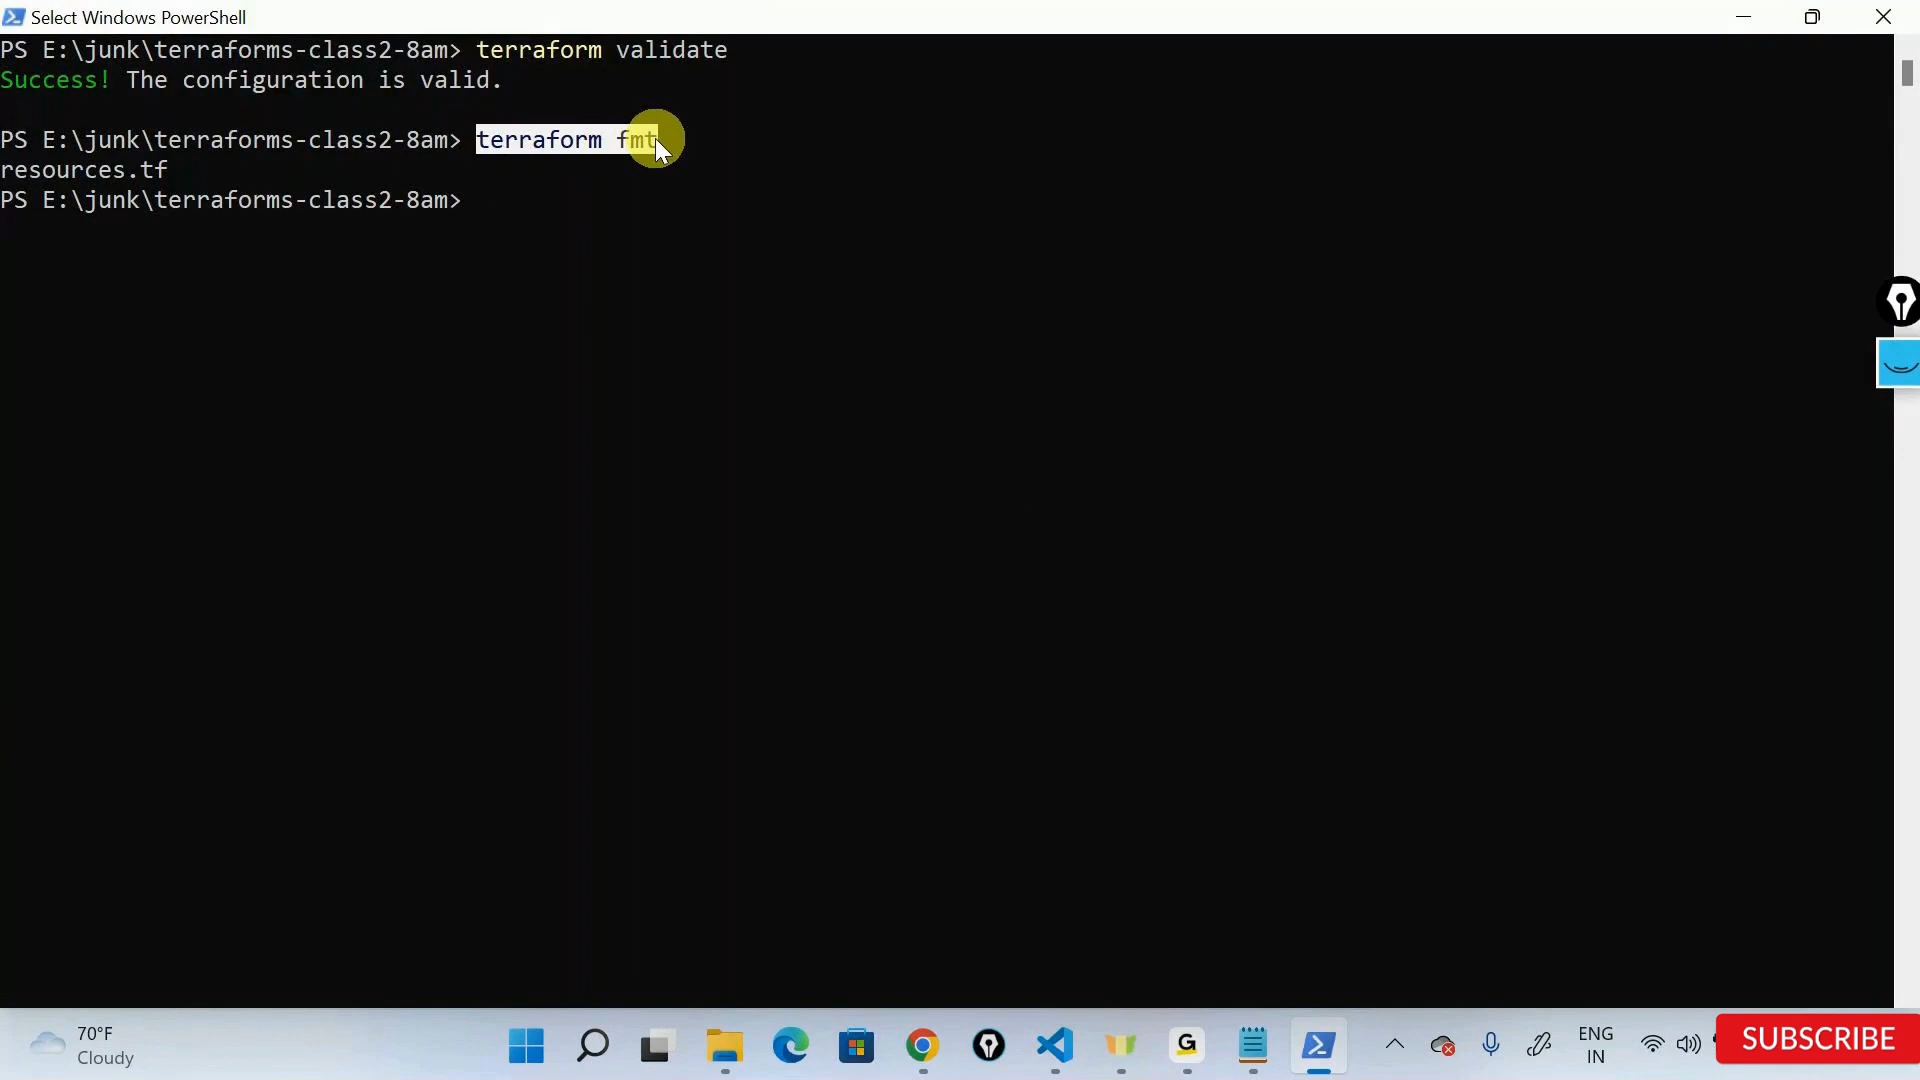 Select Windows PowerShell
PS E:\junk\terraforms-class2-8am> terraform validate
Success! The configuration is valid.
PS E:\junk\terraforms-class2-8am> terraform fmt
resources.tf
PS E:\junk\terraforms-class2-8am>
70°F
Cloudy
G
ENG
IN
SUBSCRIBE